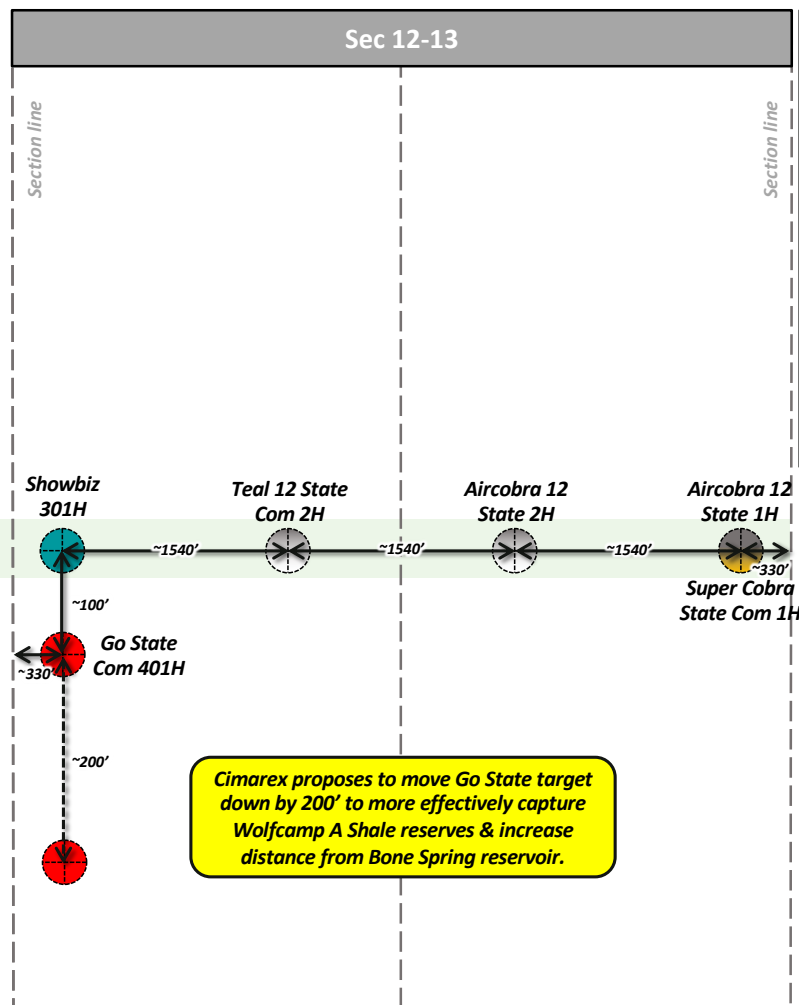 Sec 12-13
Section line
Section line
Showbiz
301H
Teal 12 State
Com 2H
Aircobra 12
State 2H
Aircobra 12
State 1H
~1540’
~1540’
~1540’
~330’
Super Cobra
State Com 1H
~100’
Go State
Com 401H
~330’
~200’
Cimarex proposes to move Go State target
down by 200’ to more effectively capture
Wolfcamp A Shale reserves & increase
distance from Bone Spring reservoir.